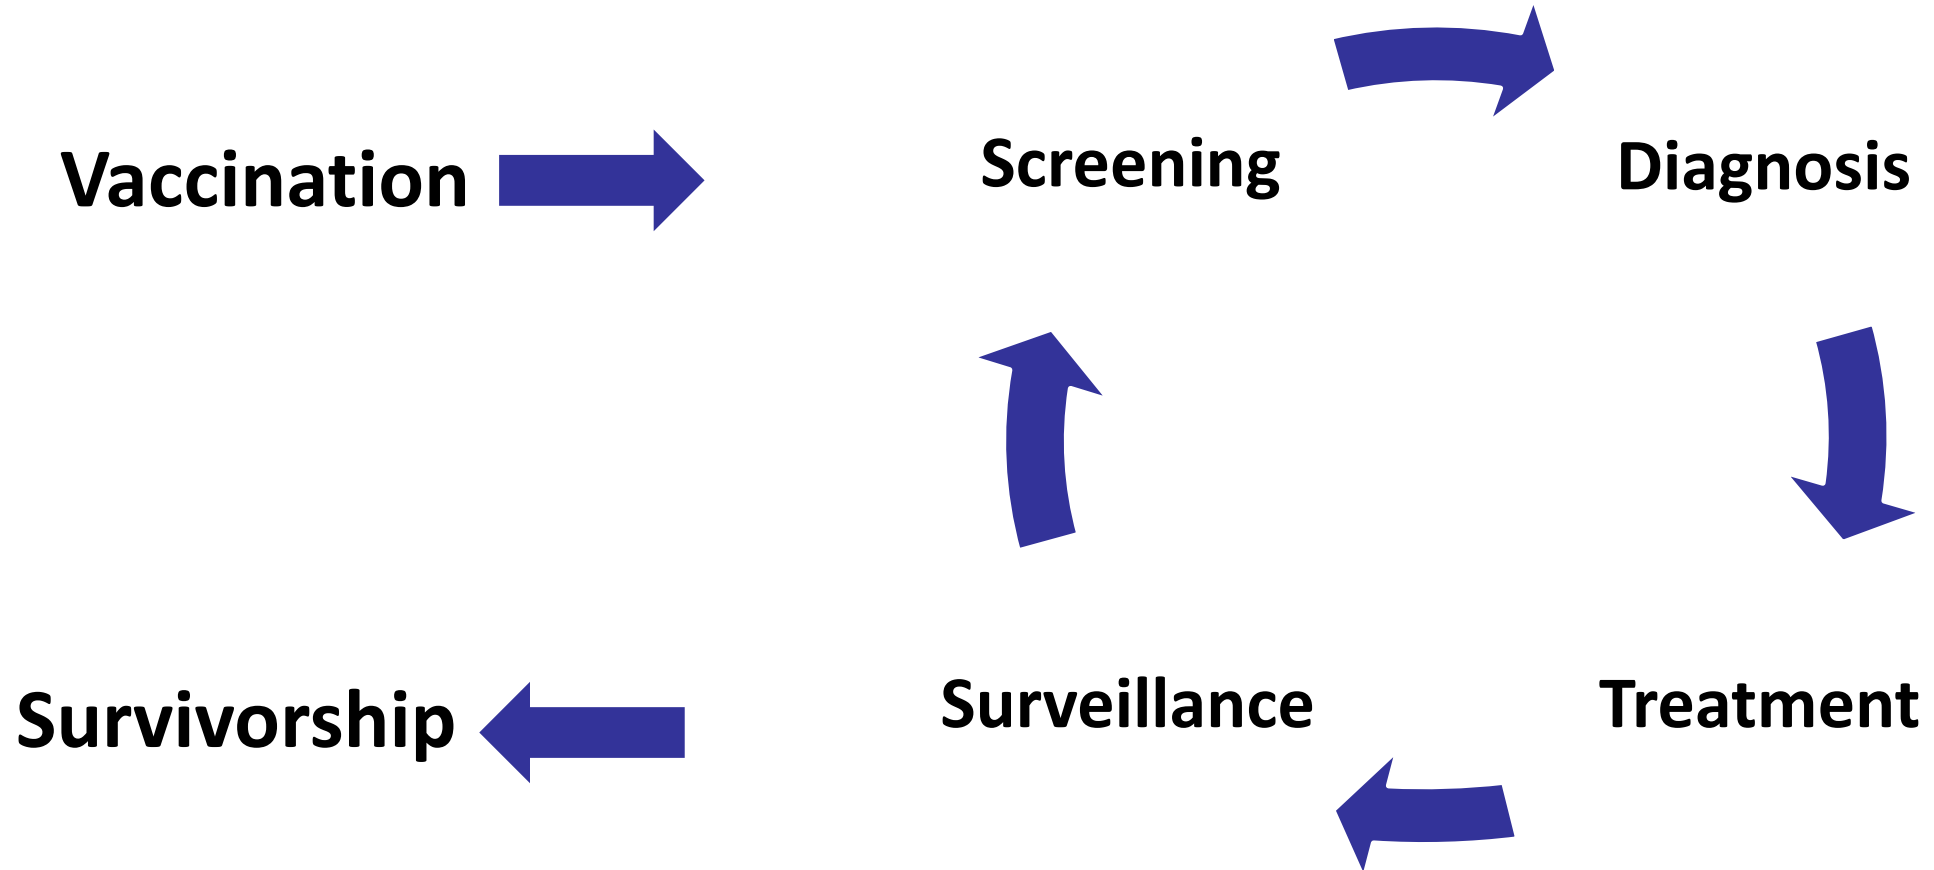 Vaccination
Screening
Diagnosis
Survivorship
Surveillance
Treatment